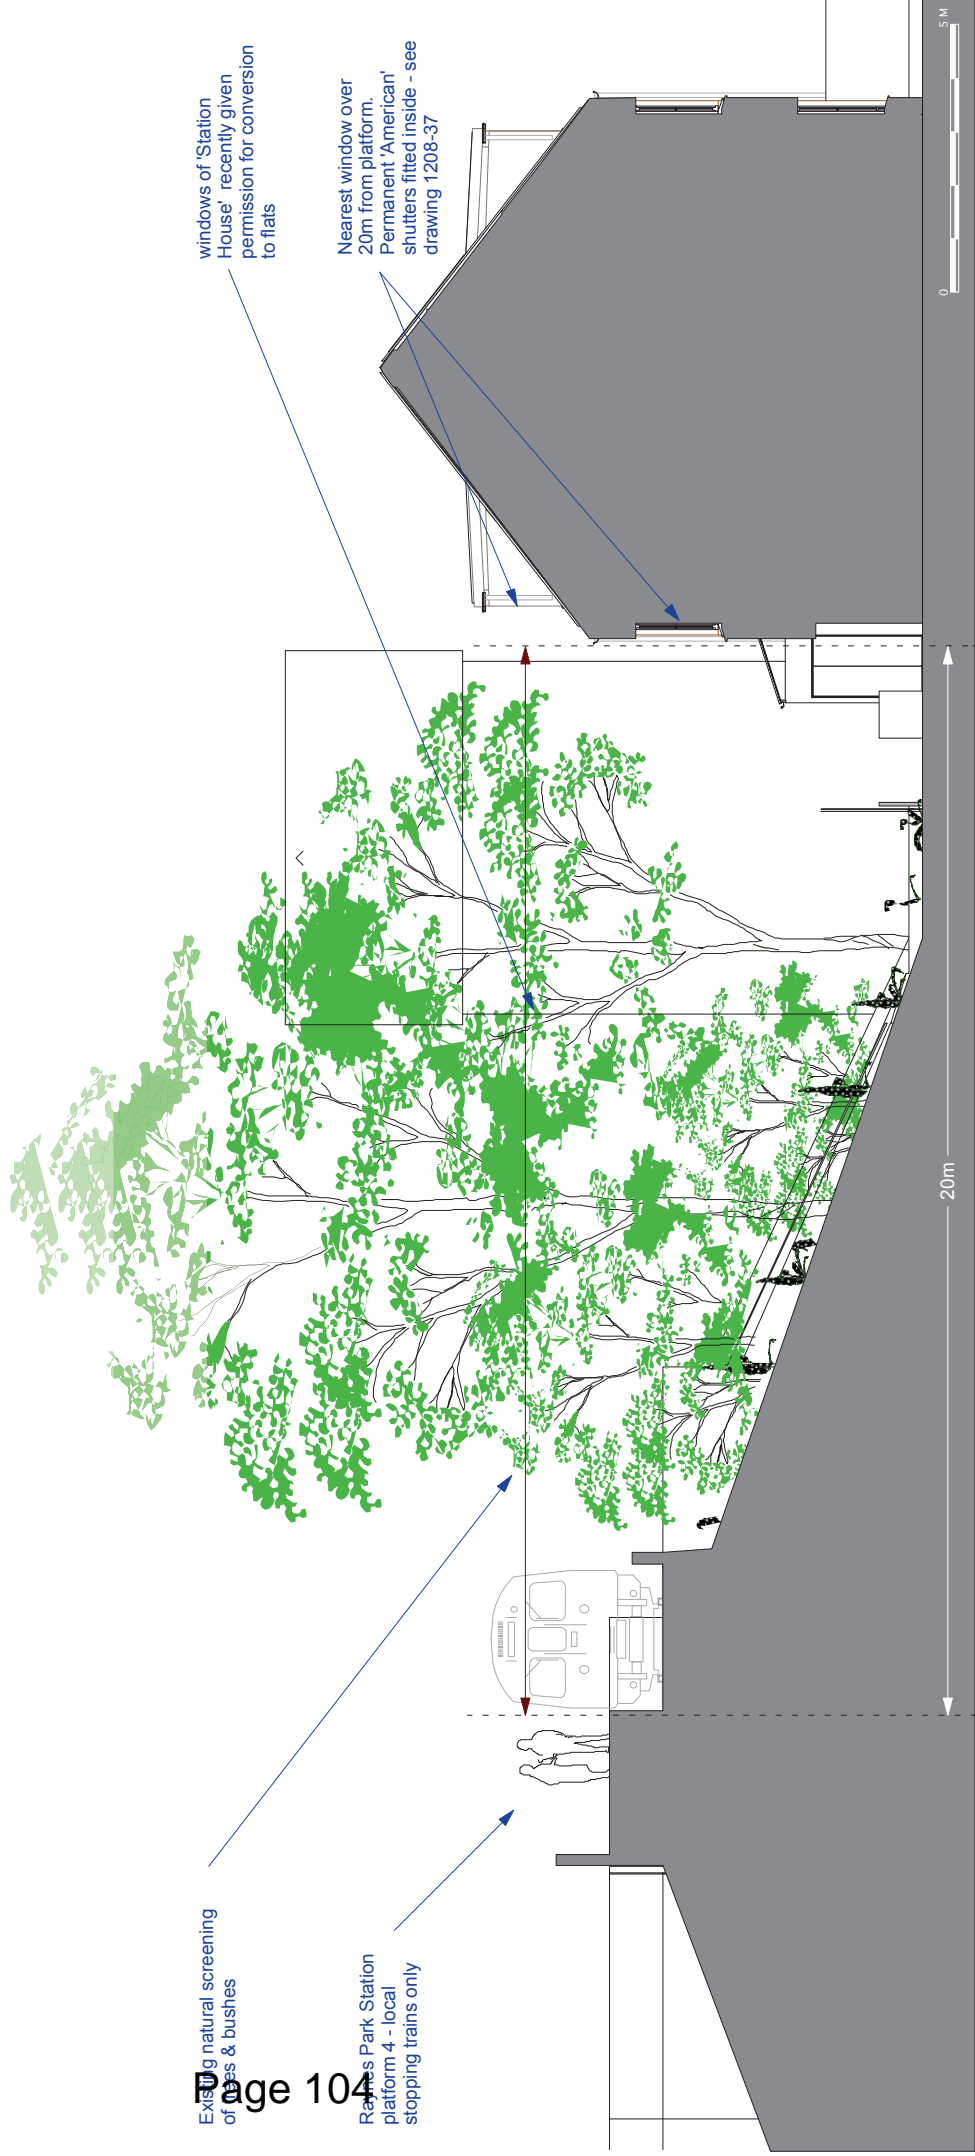 Existing natural screening
of trees & bushes
Raynes Park Station
platform 4 - local
stopping trains only
windows of 'Station
House' recently given
permission for conversion
to flats
Nearest window over
20m from platform.
Permanent 'American'
shutters fitted inside - see
drawing 1208-37
20m
0
5 M
Page 104